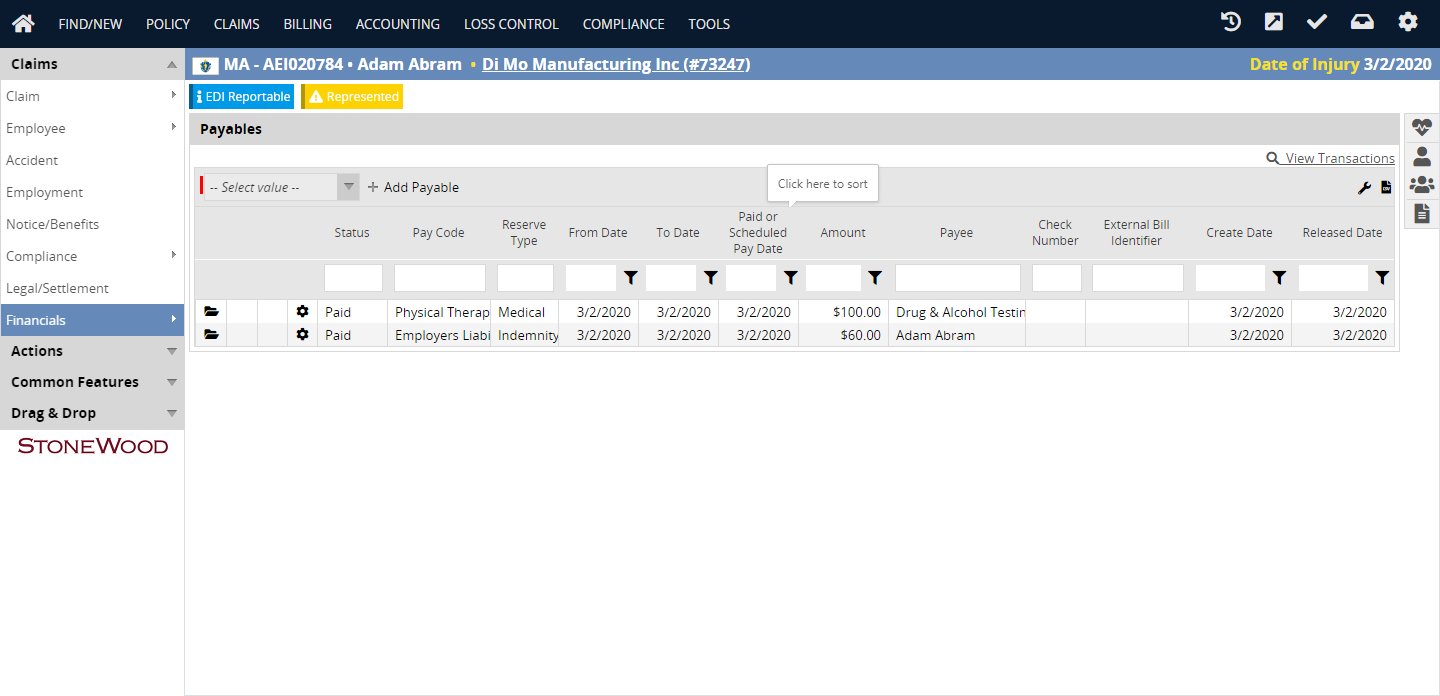 FIND/NEW POLICY CLAIMS BILLING ACCOUNTING LOSS CONTROL COMPLIANCE TOOLS
Claims
Claim
Employee
Accident
Employment
Notice/Benefits
Compliance
Legal/Settlement
Financials
Actions
Common Features
Drag & Drop
STONEWOOD
MA - AEI020784 • Adam Abram • Di Mo Manufacturing Inc (#73247) Date of Injury 3/2/2020
EDI Reportable Represented
Payables
View Transactions
-- Select value -- Add Payable
Click here to sort
Status Pay Code Reserve Type From Date To Date Paid or Scheduled Pay Date Amount Payee Check Number External Bill Identifier Create Date Released Date
Paid Physical Therap Medical 3/2/2020 3/2/2020 3/2/2020 $100.00 Drug & Alcohol Testin 3/2/2020 3/2/2020
Paid Employers Liabi Indemnity 3/2/2020 3/2/2020 3/2/2020 $60.00 Adam Abram 3/2/2020 3/2/2020